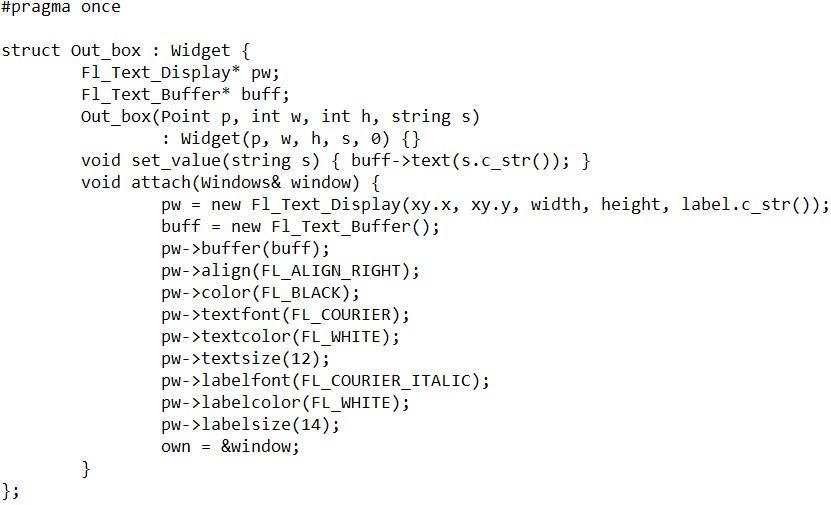 #pragma once

struct Out_box : Widget {
        Fl_Text_Display* pw;
        Fl_Text_Buffer* buff;
        Out_box(Point p, int w, int h, string s)
                : Widget(p, w, h, s, 0) {}
        void set_value(string s) { buff->text(s.c_str()); }
        void attach(Windows& window) {
                pw = new Fl_Text_Display(xy.x, xy.y, width, height, label.c_str());
                buff = new Fl_Text_Buffer();
                pw->buffer(buff);
                pw->align(FL_ALIGN_RIGHT);
                pw->color(FL_BLACK);
                pw->textfont(FL_COURIER);
                pw->textcolor(FL_WHITE);
                pw->textsize(12);
                pw->labelfont(FL_COURIER_ITALIC);
                pw->labelcolor(FL_WHITE);
                pw->labelsize(14);
                own = &window;
        }
};